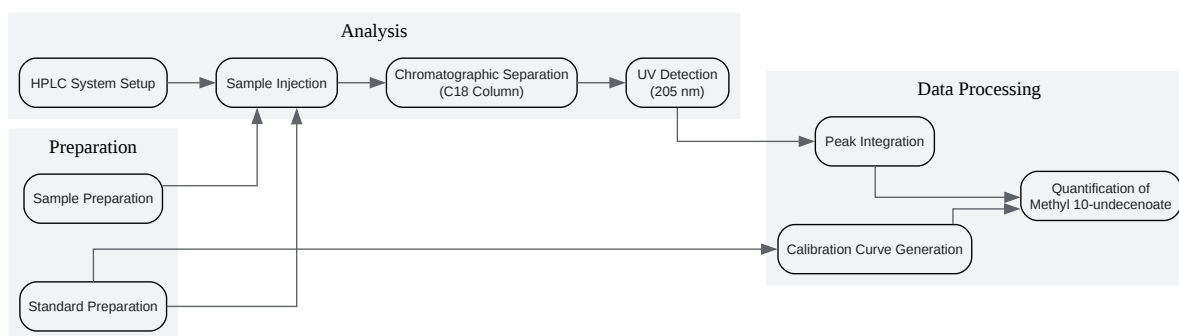 Analysis
HPLC System Setup
Sample Injection
Chromatographic Separation
(C18 Column)
UV Detection
(205 nm)
Data Processing
Peak Integration
Quantification of
Methyl 10-undecenoate
Calibration Curve Generation
Preparation
Sample Preparation
Standard Preparation